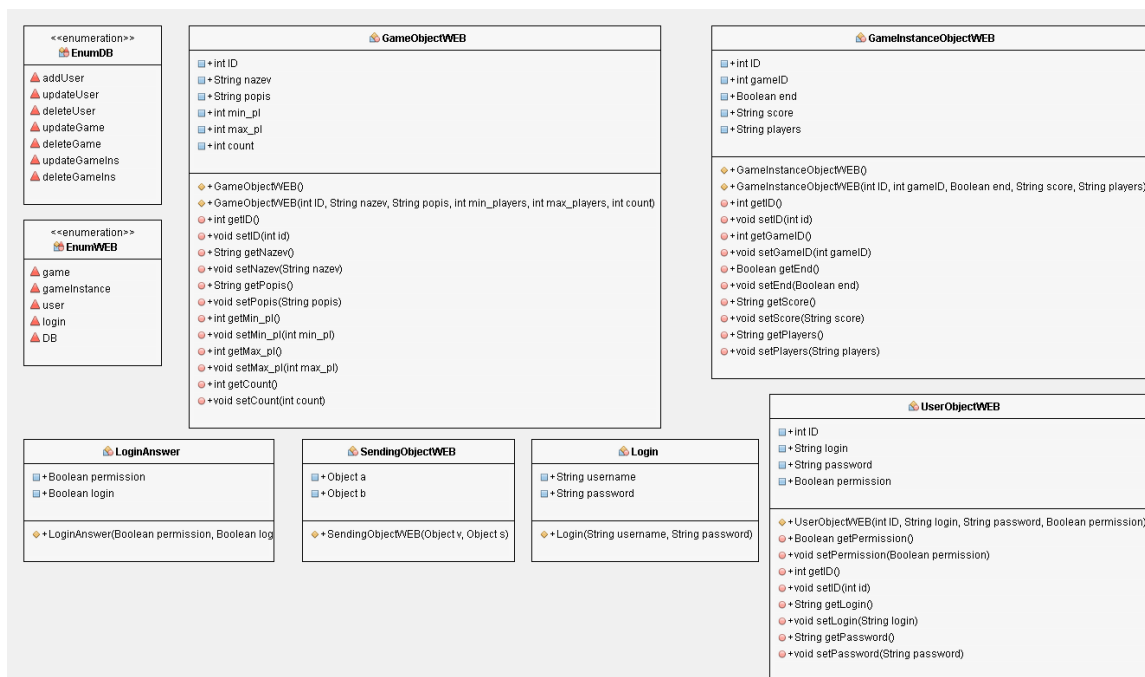 <<enumeration>>
EnumDB
addUser
updateUser
deleteUser
updateGame
deleteGame
updateGameIns
deleteGameIns
<<enumeration>>
EnumWEB
game
gameInstance
user
login
DB
GameObjectWEB
+int ID
+String nazev
+String popis
+int min_pl
+int max_pl
+int count
+GameObjectWEB()
+GameObjectWEB(int ID, String nazev, String popis, int min_players, int max_players, int count)
+int getID()
+void setID(int id)
+String getNazev()
+void setNazev(String nazev)
+String getPopis()
+void setPopis(String popis)
+int getMin_pl()
+void setMin_pl(int min_pl)
+int getMax_pl()
+void setMax_pl(int max_pl)
+int getCount()
+void setCount(int count)
GameInstanceObjectWEB
+int ID
+int gameID
+Boolean end
+String score
+String players
+GameInstanceObjectWEB()
+GameInstanceObjectWEB(int ID, int gameID, Boolean end, String score, String players)
+int getID()
+void setID(int id)
+int getGameID()
+void setGameID(int gameID)
+Boolean getEnd()
+void setEnd(Boolean end)
+String getScore()
+void setScore(String score)
+String getPlayers()
+void setPlayers(String players)
LoginAnswer
+Boolean permission
+Boolean login
+LoginAnswer(Boolean permission, Boolean log
SendingObjectWEB
+Object a
+Object b
+SendingObjectWEB(Object v, Object s)
Login
+String username
+String password
+Login(String username, String password)
UserObjectWEB
+int ID
+String login
+String password
+Boolean permission
+UserObjectWEB(int ID, String login, String password, Boolean permission)
+Boolean getPermission()
+void setPermission(Boolean permission)
+int getID()
+void setID(int id)
+String getLogin()
+void setLogin(String login)
+String getPassword()
+void setPassword(String password)